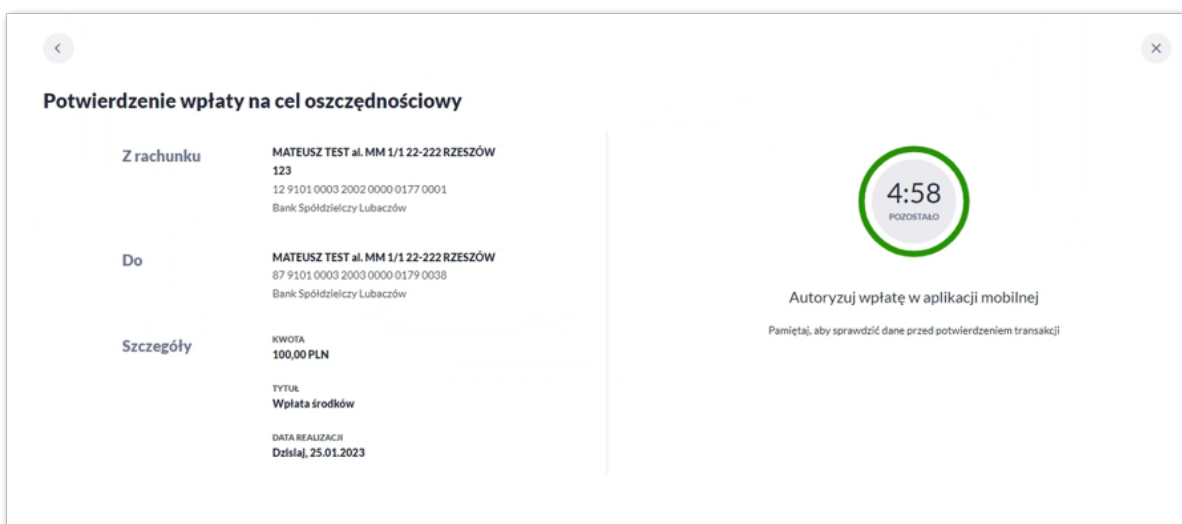 Potwierdzenie wpłaty na cel oszczędnościowy
Z rachunku
MATEUSZ TEST al. MM 1/1 22-222 RZESZÓW
123
12 9101 0003 2002 0000 0177 0001
Bank Spółdzielczy Lubaczów
Do
MATEUSZ TEST al. MM 1/1 22-222 RZESZÓW
87 9101 0003 2003 0000 0179 0038
Bank Spółdzielczy Lubaczów
Szczegóły
KWOTA
100,00 PLN
TYTUŁ
Wpłata środków
DATA REALIZACJI
Dzisiaj, 25.01.2023
4:58
POZOSTAŁO
Autoryzuj wpłatę w aplikacji mobilnej
Pamiętaj, aby sprawdzić dane przed potwierdzeniem transakcji